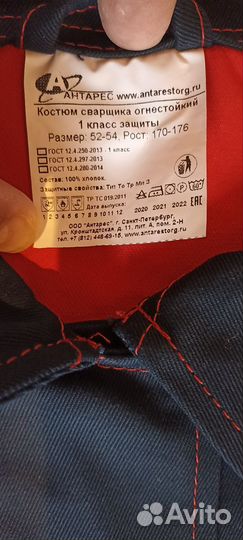 АНТАРЕС www.antarestorg.ru
Костюм сварщика огнестойкий
1 класс защиты
Размер: 52-54, Рост: 170-176
ГОСТ 12.4.250-2013 - 1 класс
ГОСТ 12.4.297-2013
ГОСТ 12.4.280-2014
Состав: 100% хлопок.
Защитные свойства: Тит То Тр Ми З
ТР ТС 019/2011
Дата выпуска:
1 2 3 4 5 6 7 8 9 10 11 12 2020 2021 2022 EAC
ООО "Антарес", г. Санкт-Петербург,
ул. Кронштадтская, д. 11, лит А, пом. 2-Н
тел: +7 (812) 448-69-15, www.antarestorg.ru
Avito